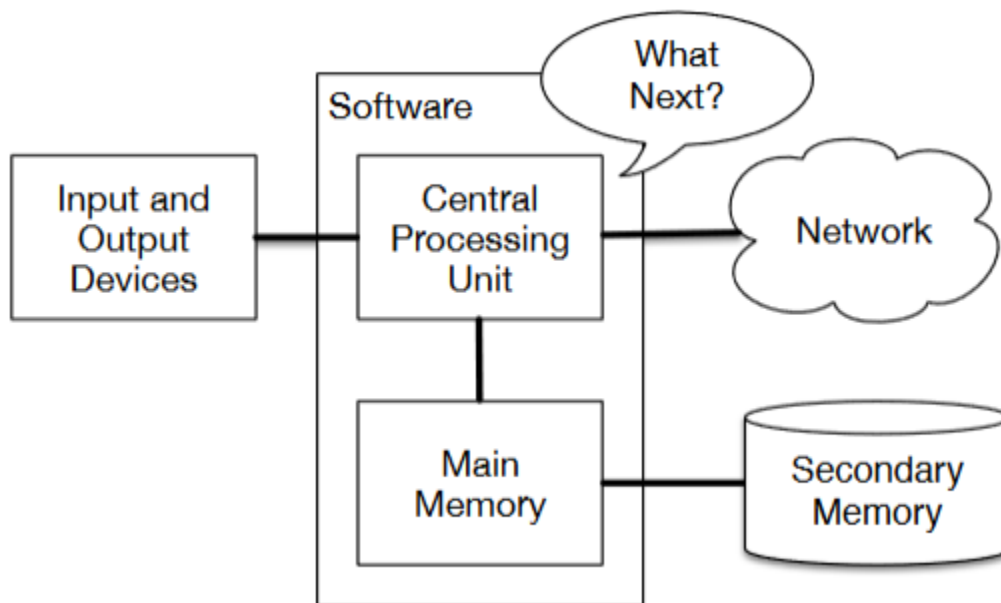 What
Next?
Software
Input and
Output
Devices
Central
Processing
Unit
Network
Main
Memory
Secondary
Memory